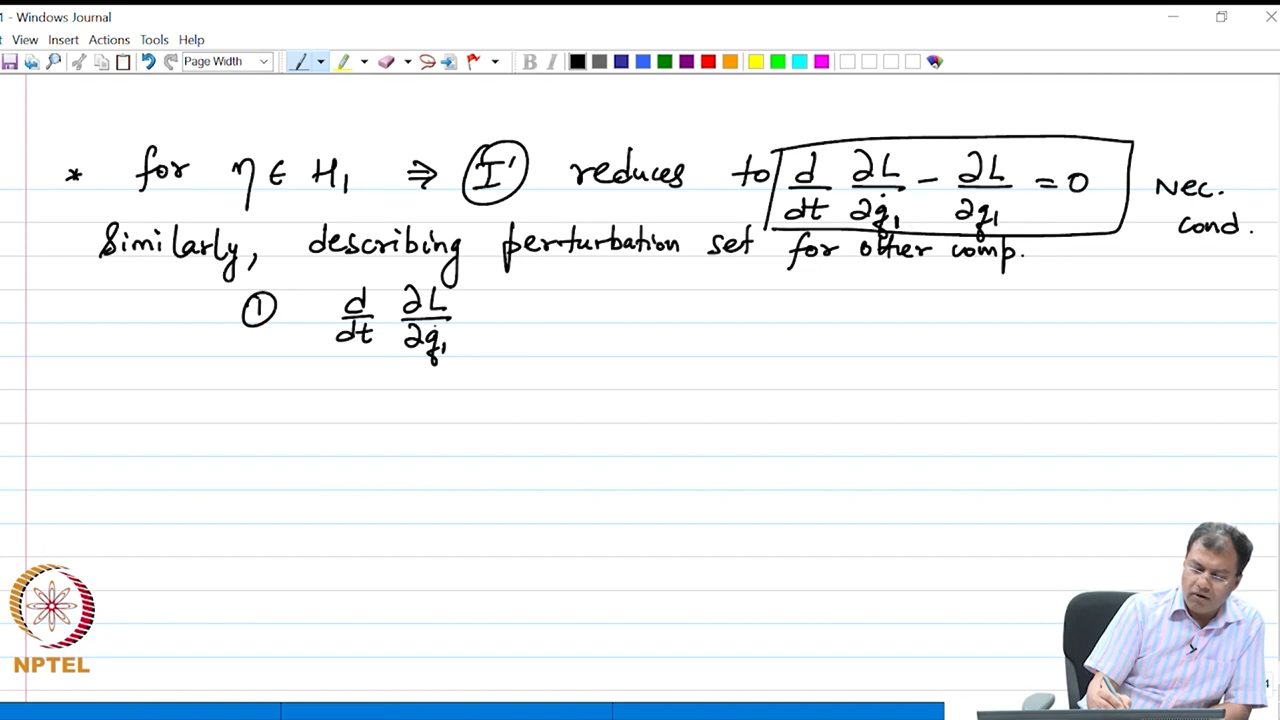 1 - Windows Journal
t View Insert Actions Tools Help
Page Width
B I
* for η ∈ H₁ ⇒ I' reduces to d/dt ∂L/∂q̇₁ − ∂L/∂q₁ = 0 Nec. Cond.
Similarly, describing perturbation set for other comp.
① d/dt ∂L/∂q̇₁
NPTEL